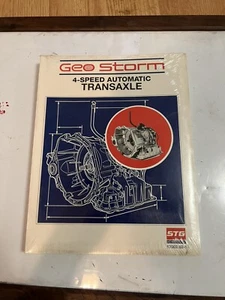 Geo Storm
4-SPEED AUTOMATIC
TRANSAXLE
STG